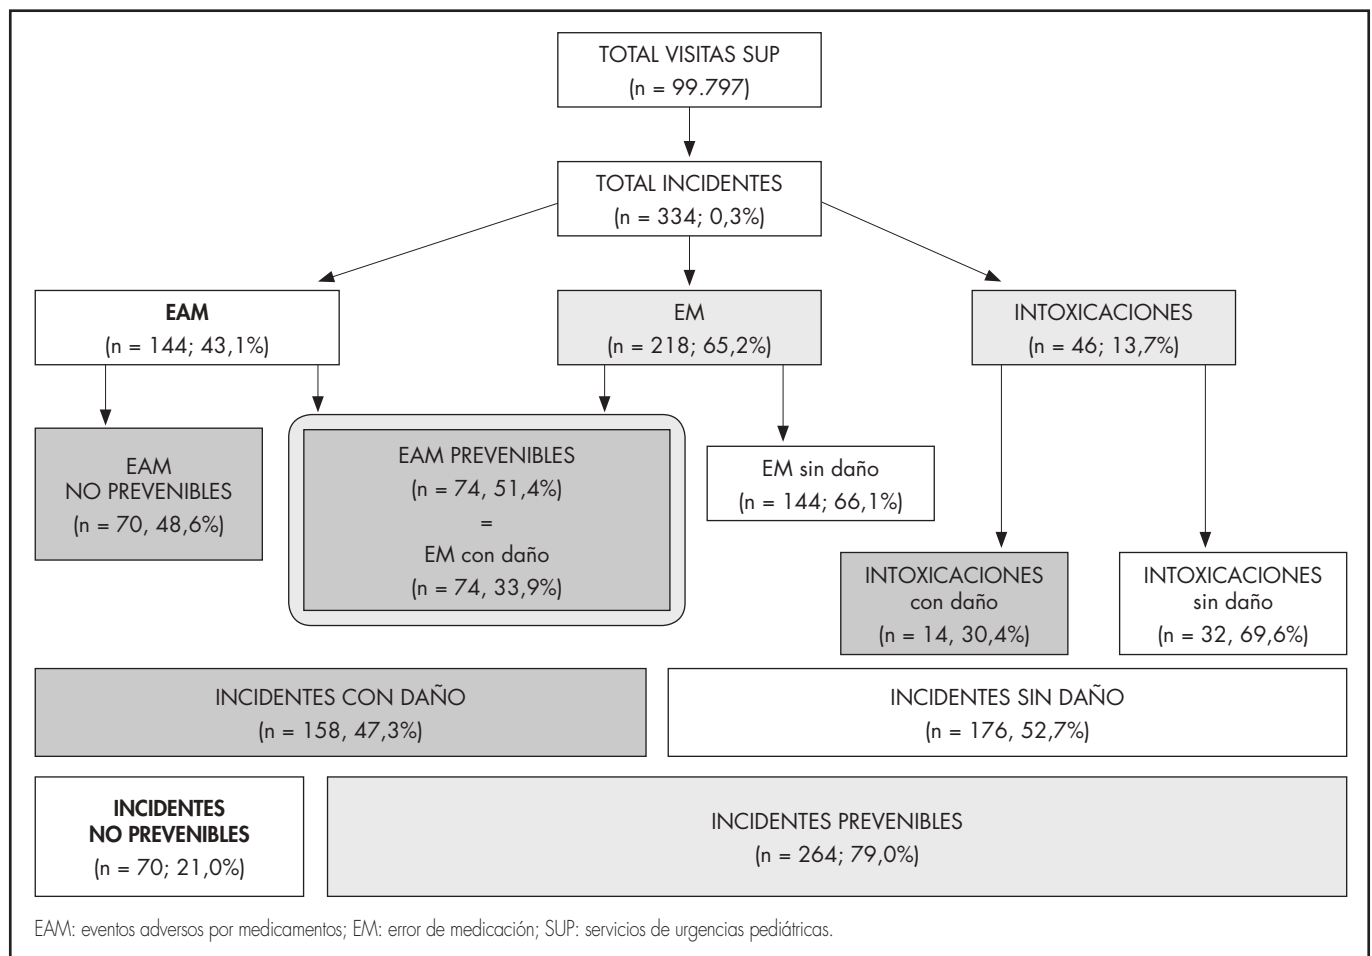 TOTAL VISITAS SUP
(n = 99.797)
TOTAL INCIDENTES
(n = 334; 0,3%)
EAM
(n = 144; 43,1%)
EM
(n = 218; 65,2%)
INTOXICACIONES
(n = 46; 13,7%)
EAM
NO PREVENIBLES
(n = 70, 48,6%)
EAM PREVENIBLES
(n = 74, 51,4%)
=
EM con daño
(n = 74, 33,9%)
EM sin daño
(n = 144; 66,1%)
INTOXICACIONES
con daño
(n = 14, 30,4%)
INTOXICACIONES
sin daño
(n = 32, 69,6%)
INCIDENTES CON DAÑO
(n = 158, 47,3%)
INCIDENTES SIN DAÑO
(n = 176, 52,7%)
INCIDENTES
NO PREVENIBLES
(n = 70; 21,0%)
INCIDENTES PREVENIBLES
(n = 264; 79,0%)
EAM: eventos adversos por medicamentos; EM: error de medicación; SUP: servicios de urgencias pediátricas.